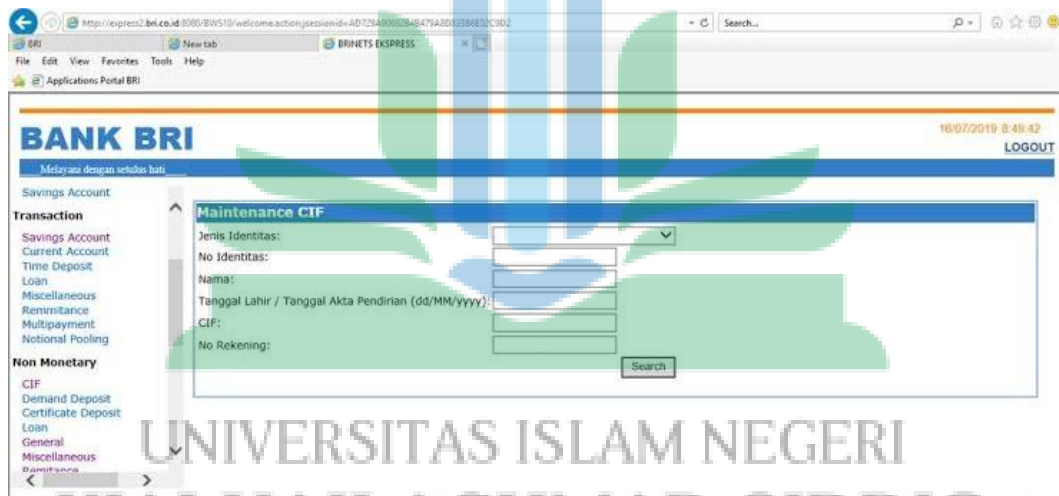 Search...
BRI
New tab
BRINETS EKSPRESS
File Edit View Favorites Tools Help
Applications Portal BRI
BANK BRI
16/07/2019 8:49:42
LOGOUT
Melayani dengan setulus hati
Savings Account
Transaction
Savings Account
Current Account
Time Deposit
Loan
Miscellaneous
Remmitance
Multipayment
Notional Pooling
Non Monetary
CIF
Demand Deposit
Certificate Deposit
Loan
General
Miscellaneous
Remitance
Maintenance CIF
Jenis Identitas:
No Identitas:
Nama:
Tanggal Lahir / Tanggal Akta Pendirian (dd/MM/yyyy):
CIF:
No Rekening:
Search
UNIVERSITAS ISLAM NEGERI